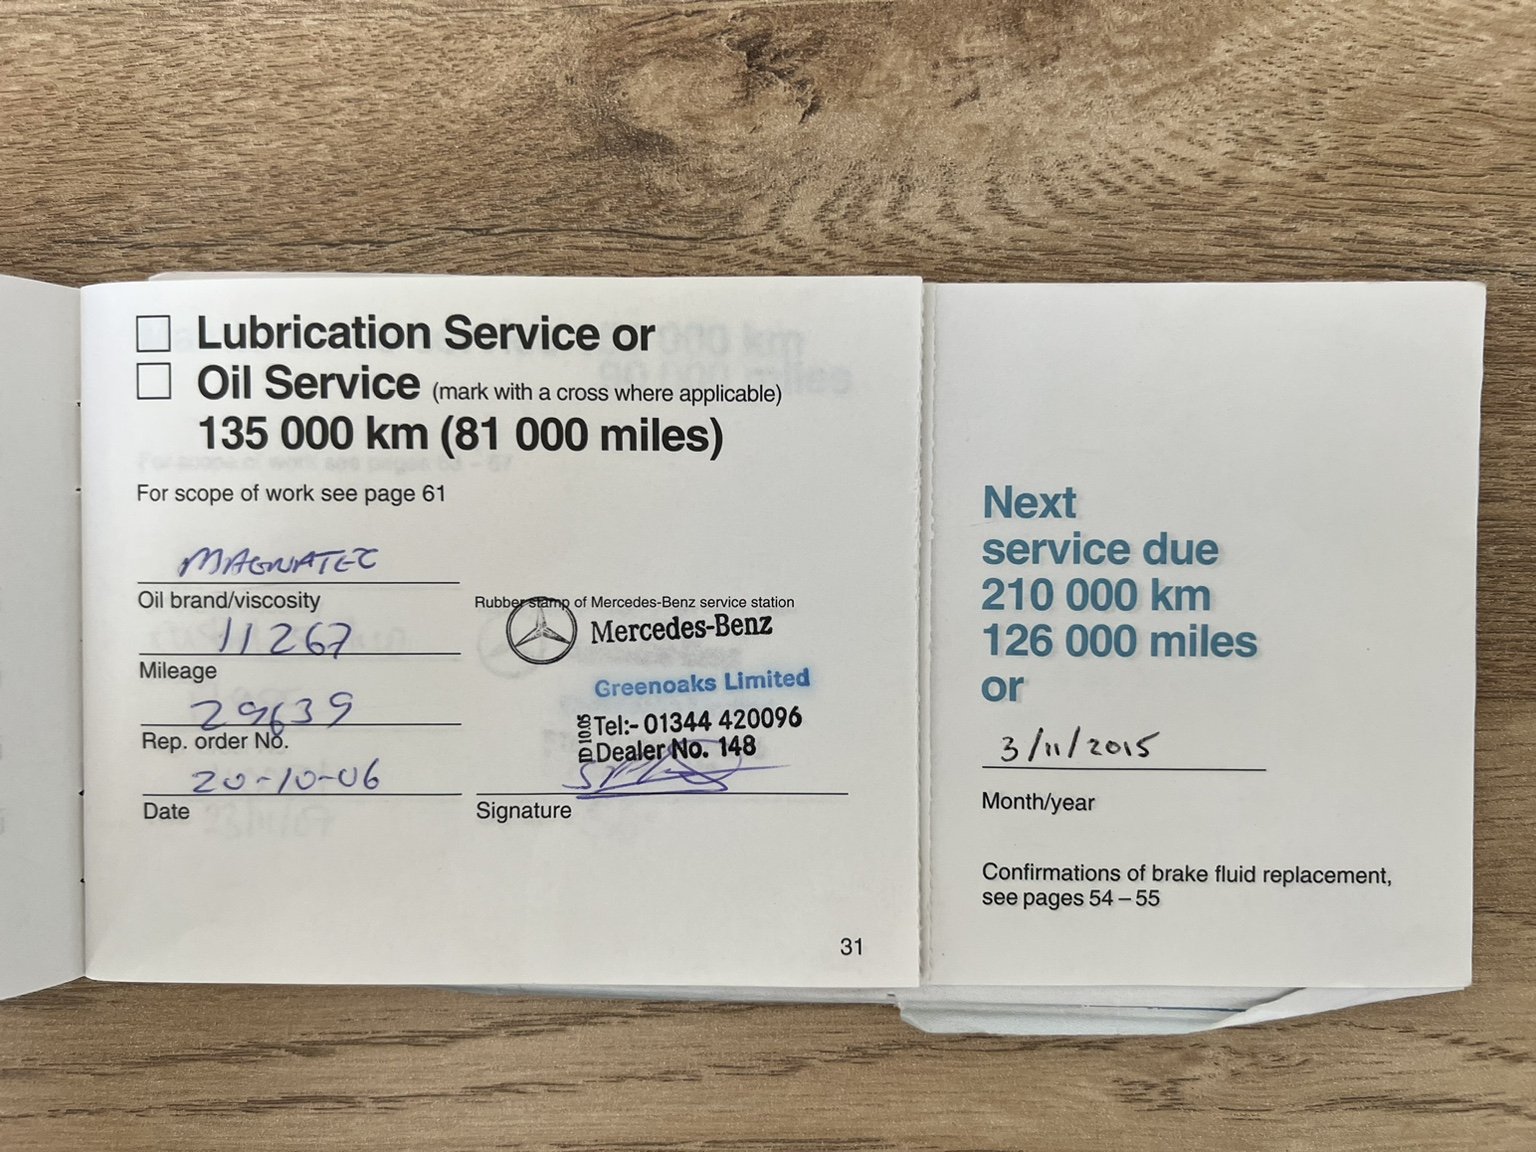 Lubrication Service or
Oil Service (mark with a cross where applicable)
135 000 km (81 000 miles)
For scope of work see page 61
MAGNATEC
Oil brand/viscosity
11267
Mileage
29639
Rep. order No.
20-10-06
Date
Rubber stamp of Mercedes-Benz service station
Mercedes-Benz
Greenoaks Limited
Tel:- 01344 420096
Dealer No. 148
Signature
31
Next
service due
210 000 km
126 000 miles
or
3/11/2015
Month/year
Confirmations of brake fluid replacement,
see pages 54 – 55